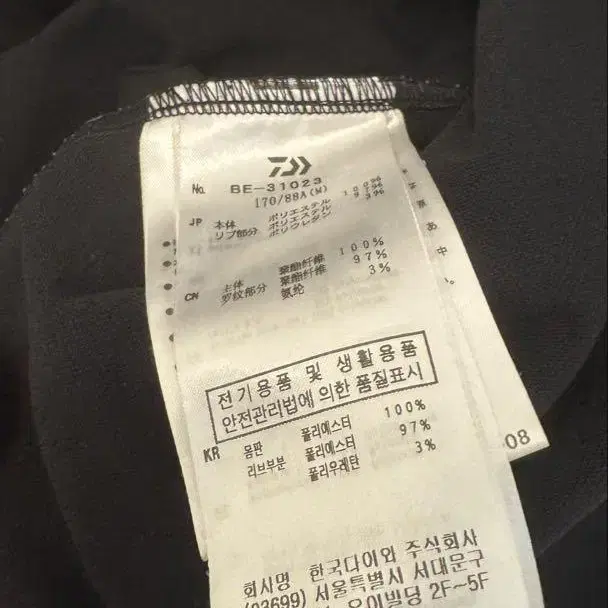 No. BE-31023
170/88A(M)
JP 本体 ポリエステル 100%
リブ部分 ポリエステル 97%
ポリウレタン 3%
CN 主体 聚酯纤维 100%
罗纹部分 聚酯纤维 97%
氨纶 3%
전기용품 및 생활용품
안전관리법에 의한 품질표시
KR 몸판 폴리에스터 100%
리브부분 폴리에스터 97%
폴리우레탄 3%
회사명 한국다이와 주식회사
(03699) 서울특별시 서대문구
2F~5F
08